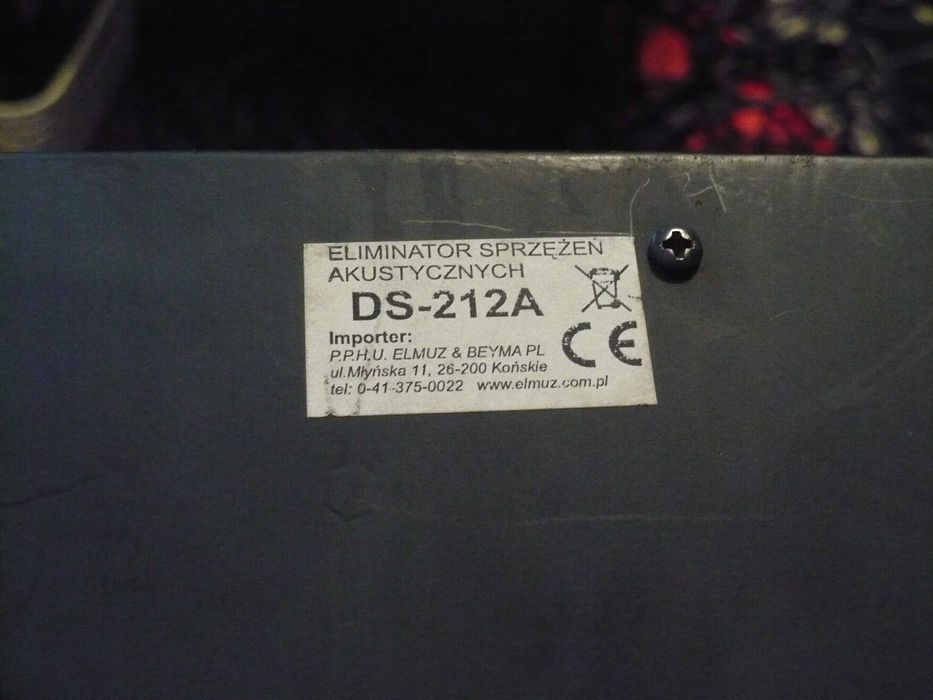 ELIMINATOR SPRZĘŻEŃ
AKUSTYCZNYCH
DS-212A
Importer:
P.P.H.U. ELMUZ & BEYMA PL
ul.Młyńska 11, 26-200 Końskie
tel: 0-41-375-0022 www.elmuz.com.pl
CE